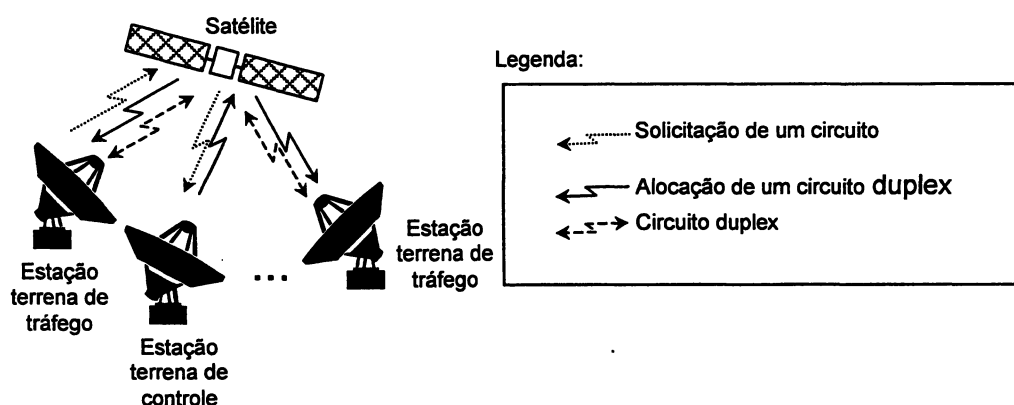 Satélite
Legenda:
Solicitação de um circuito
Alocação de um circuito duplex
Circuito duplex
Estação
terrena de
tráfego
Estação
terrena de
controle
...
Estação
terrena de
tráfego